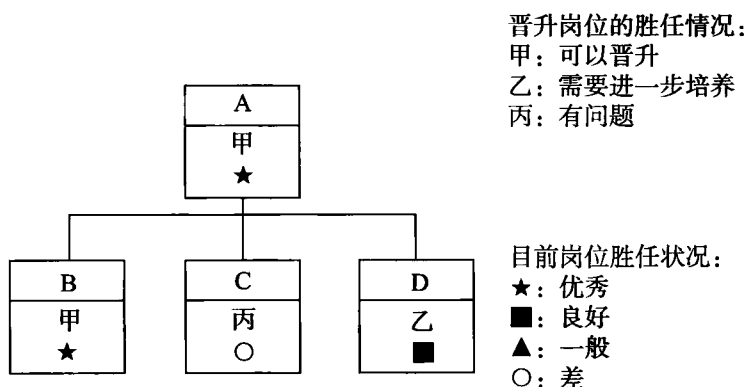 晋升岗位的胜任情况：
甲：可以晋升
乙：需要进一步培养
丙：有问题
A
甲
★
B
甲
★
C
丙
○
D
乙
■
目前岗位胜任状况：
★：优秀
■：良好
▲：一般
○：差